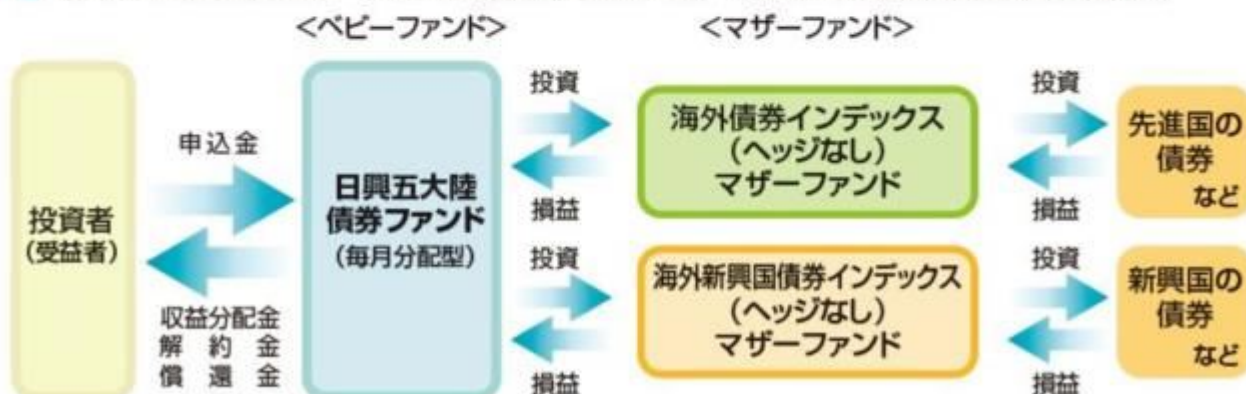 <ベビーファンド>
<マザーファンド>
投資者
(受益者)
申込金
収益分配金
解約金
償還金
日興五大陸
債券ファンド
(毎月分配型)
投資
損益
投資
損益
海外債券インデックス
(ヘッジなし)
マザーファンド
海外新興国債券インデックス
(ヘッジなし)
マザーファンド
投資
損益
投資
損益
先進国の
債券
など
新興国の
債券
など